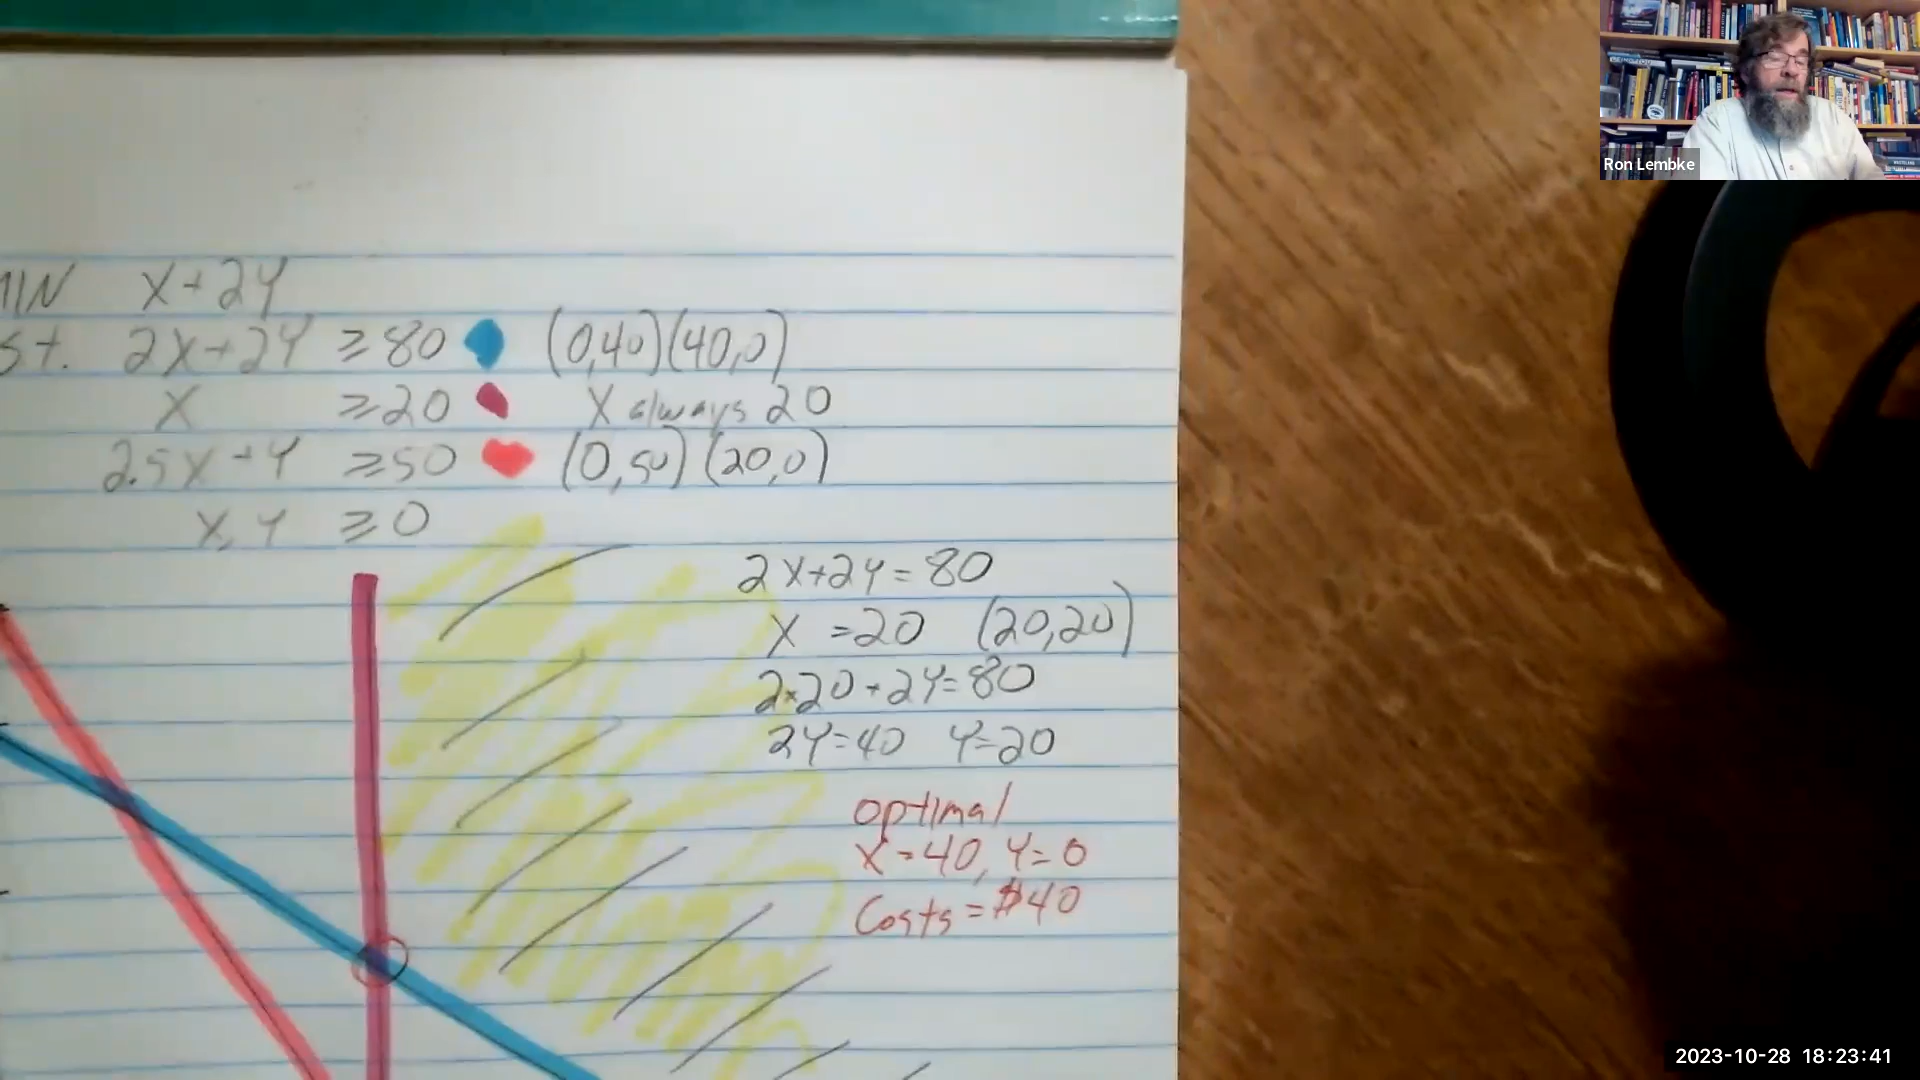 MIN X+2Y
St. 2X+2Y ≥80 (0,40)(40,0)
X ≥20 X always 20
2.5X+Y ≥50 (0,50)(20,0)
X,Y ≥0
2X+2Y=80
X =20 (20,20)
2×20+2Y=80
2Y=40 Y=20
optimal
X=40, Y=0
Costs=$40
Ron Lembke
2023-10-28 18:23:41